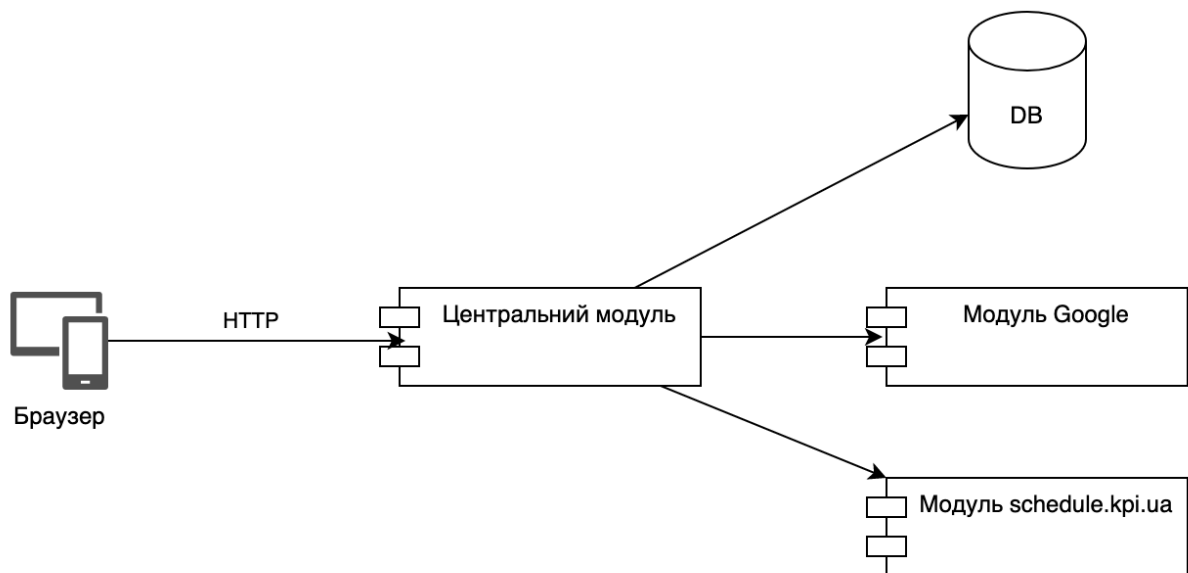 DB
HTTP
Центральний модуль
Модуль Google
Браузер
Модуль schedule.kpi.ua